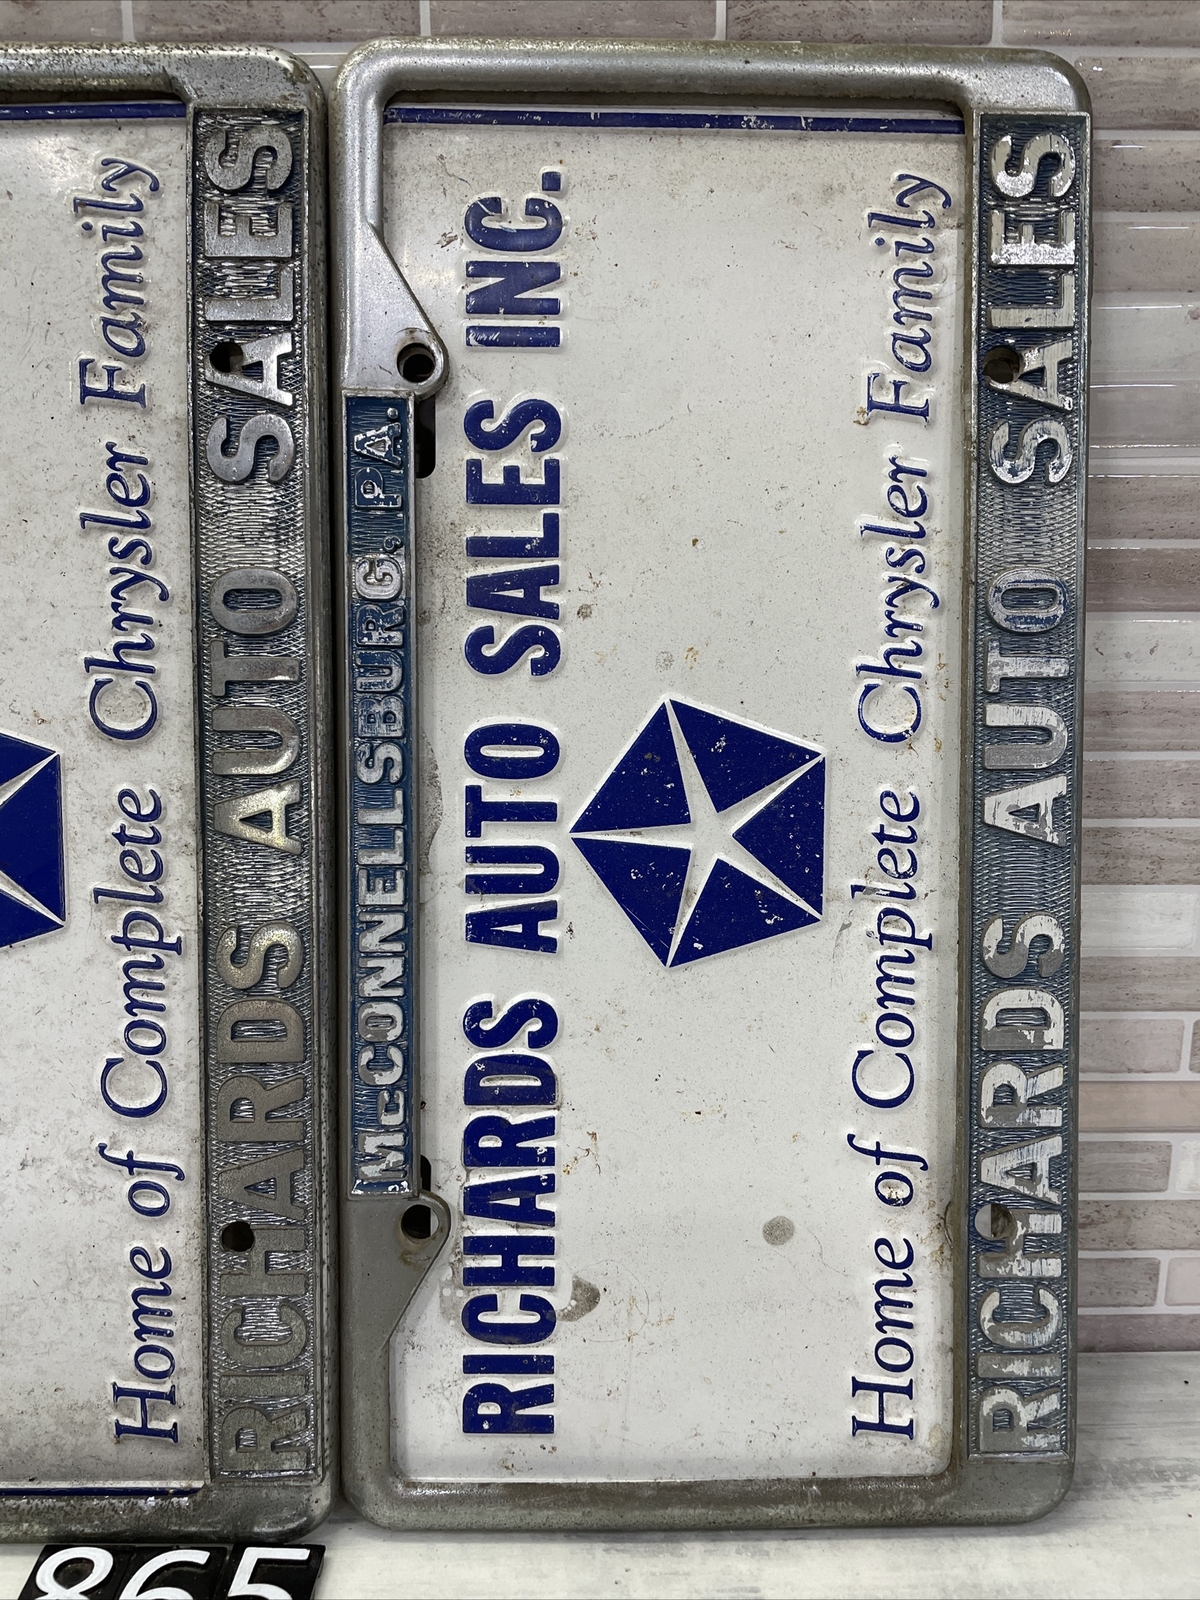 Home of Complete Chrysler Family
RICHARDS AUTO SALES
McCONNELLSBURG, PA.
RICHARDS AUTO SALES INC.
Home of Complete Chrysler Family
RICHARDS AUTO SALES
865